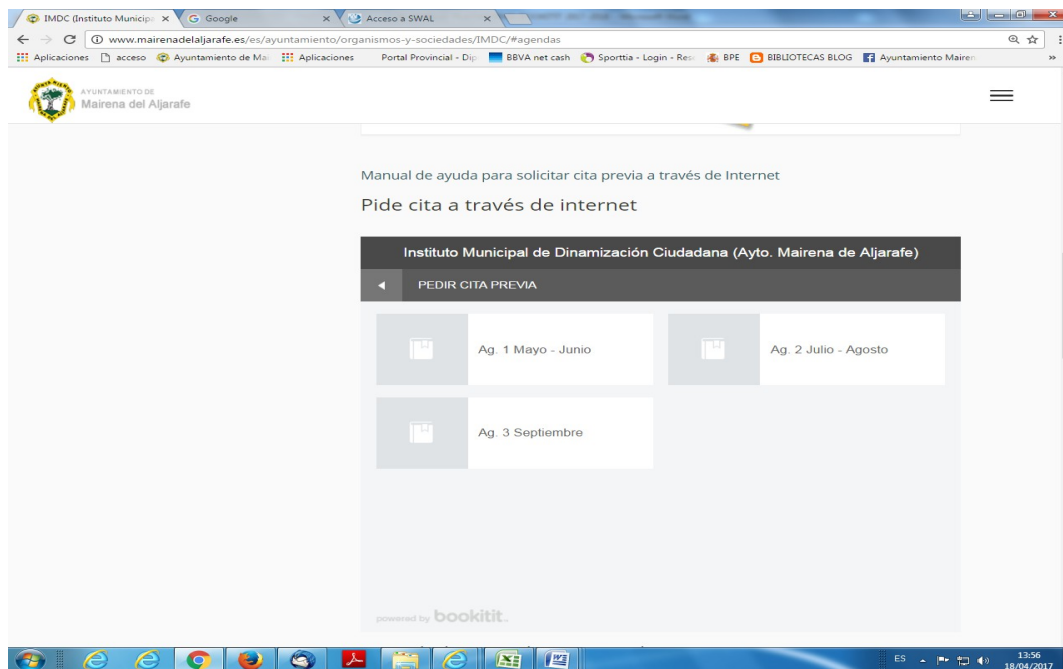 IMDC (Instituto Municip
Google
Acceso a SWAL
www.mairenadelaljarafe.es/es/ayuntamiento/organismos-y-sociedades/IMDC/#agendas
Aplicaciones acceso Ayuntamiento de Mai Aplicaciones Portal Provincial - Dip BBVA net cash Sporttia - Login - Res BPE BIBLIOTECAS BLOG Ayuntamiento Mairen
AYUNTAMIENTO DE
Mairena del Aljarafe
Manual de ayuda para solicitar cita previa a través de Internet
Pide cita a través de internet
Instituto Municipal de Dinamización Ciudadana (Ayto. Mairena de Aljarafe)
PEDIR CITA PREVIA
Ag. 1 Mayo - Junio
Ag. 2 Julio - Agosto
Ag. 3 Septiembre
powered by bookitit.
ES
13:56
18/04/2017